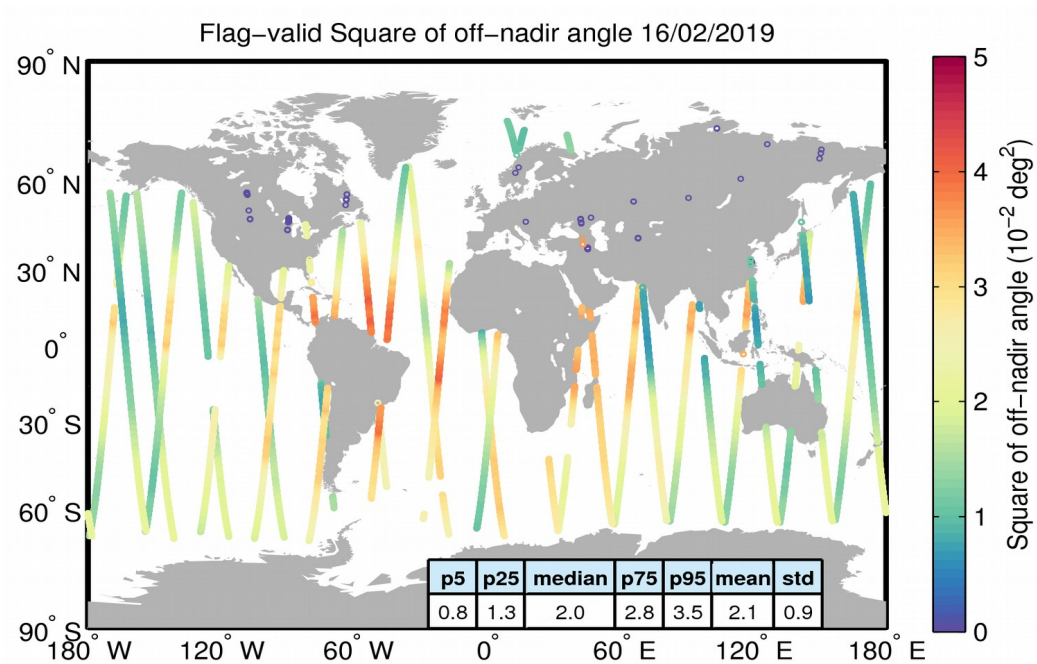 Flag−valid Square of off−nadir angle 16/02/2019
90° N
60° N
30° N
0°
30° S
60° S
90° S
180° W
120° W
60° W
0°
60° E
120° E
180° E
p5 p25 median p75 p95 mean std
0.8 1.3 2.0 2.8 3.5 2.1 0.9
5
4
3
2
1
0
Square of off−nadir angle (10−2 deg2)